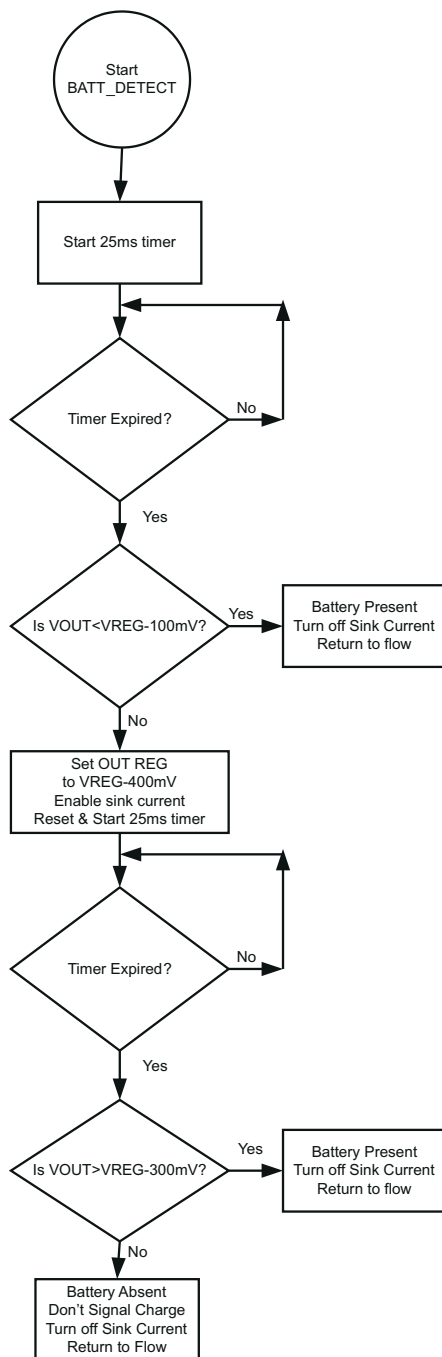 Start
BATT_DETECT
Start 25ms timer
Timer Expired?
No
Yes
Is VOUT<VREG-100mV?
Yes
Battery Present
Turn off Sink Current
Return to flow
No
Set OUT REG
to VREG-400mV
Enable sink current
Reset & Start 25ms timer
Timer Expired?
No
Yes
Is VOUT>VREG-300mV?
Yes
Battery Present
Turn off Sink Current
Return to flow
No
Battery Absent
Don't Signal Charge
Turn off Sink Current
Return to Flow